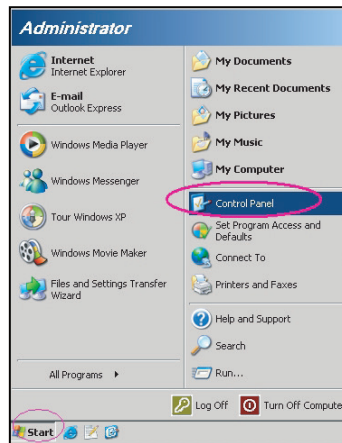 Administrator
Internet
Internet Explorer
E-mail
Outlook Express
Windows Media Player
Windows Messenger
Tour Windows XP
Windows Movie Maker
Files and Settings Transfer
Wizard
All Programs
My Documents
My Recent Documents
My Pictures
My Music
My Computer
Control Panel
Set Program Access and
Defaults
Connect To
Printers and Faxes
Help and Support
Search
Run...
Log Off
Turn Off Compute
Start